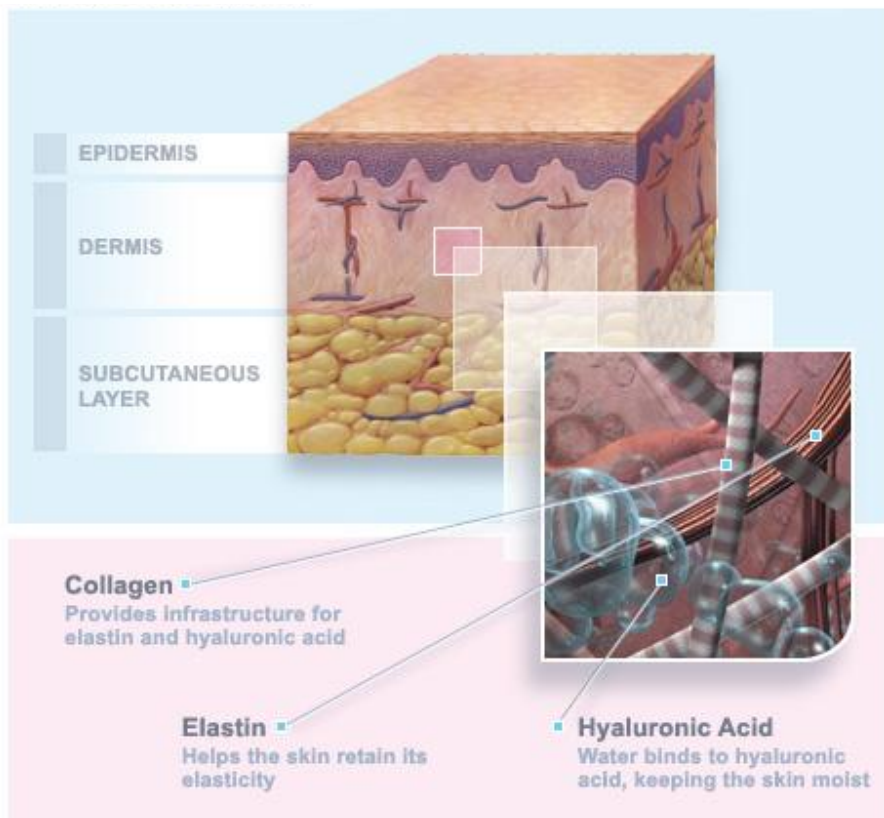 EPIDERMIS
DERMIS
SUBCUTANEOUS
LAYER
Collagen
Provides infrastructure for
elastin and hyaluronic acid
Elastin
Helps the skin retain its
elasticity
Hyaluronic Acid
Water binds to hyaluronic
acid, keeping the skin moist